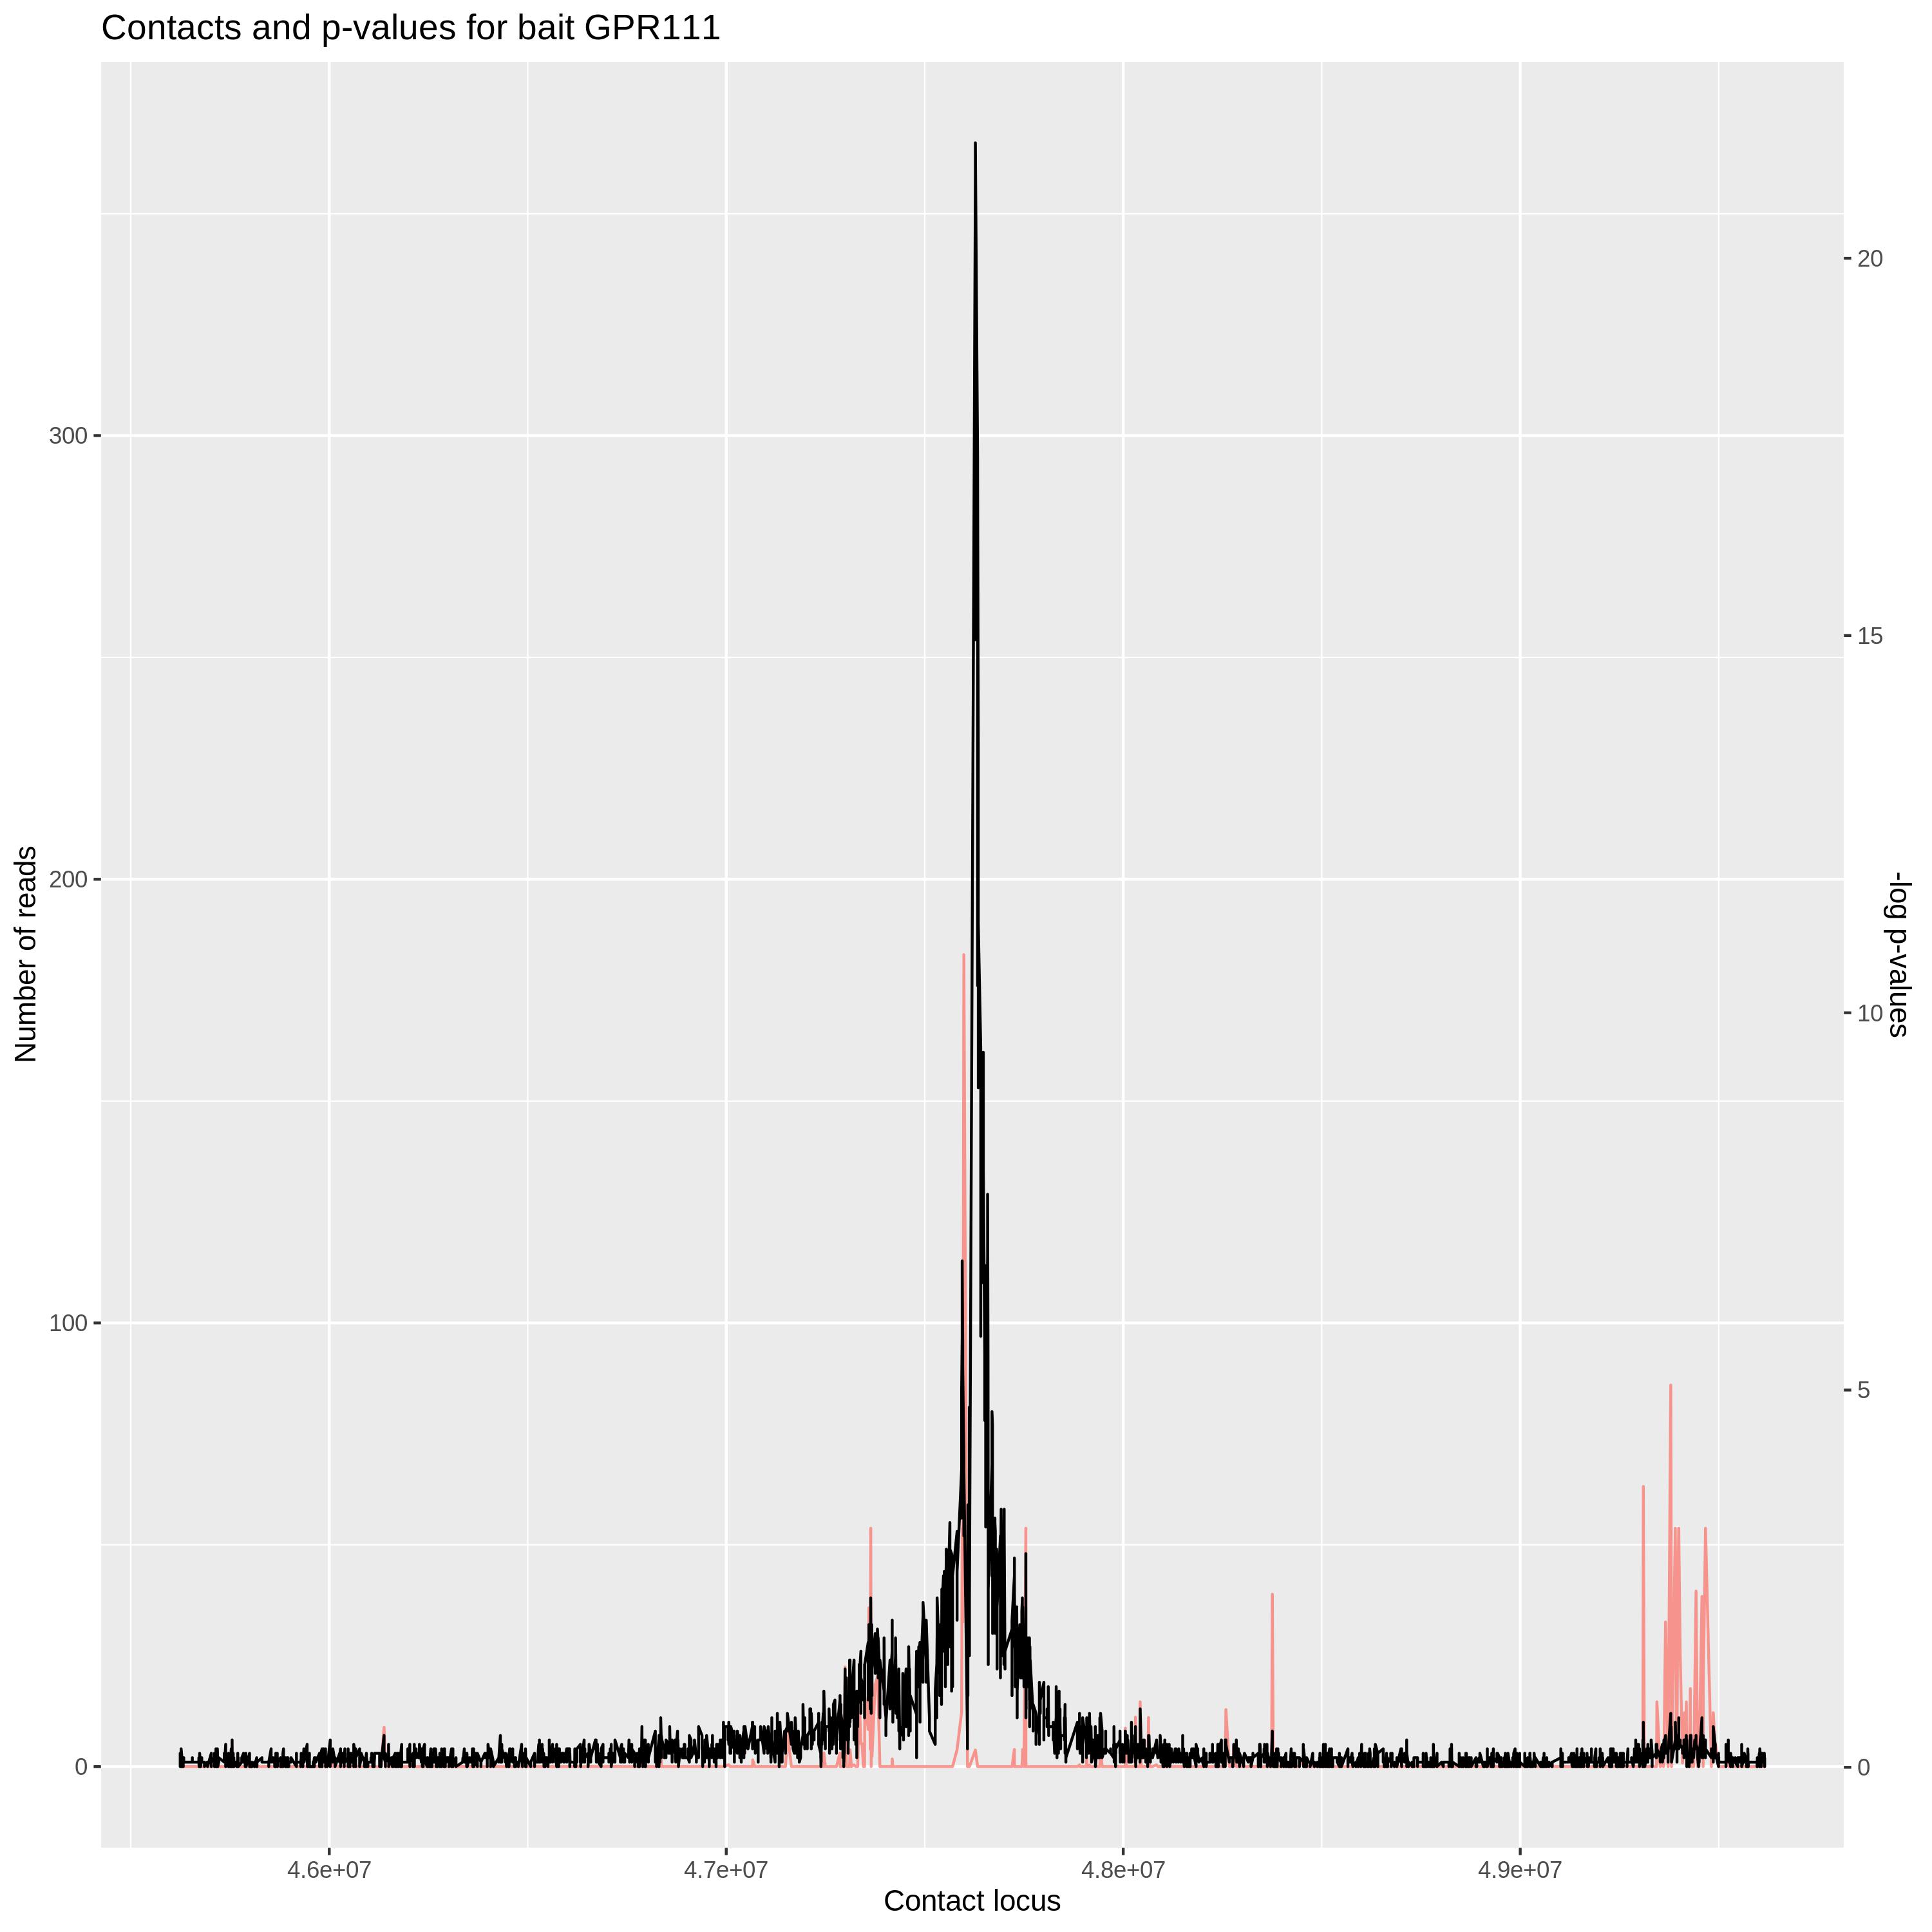 Contacts and p-values for bait GPR111
Number of reads
300
200
100
0
20
15
10
5
0
-log p-values
4.6e+07
4.7e+07
4.8e+07
4.9e+07
Contact locus